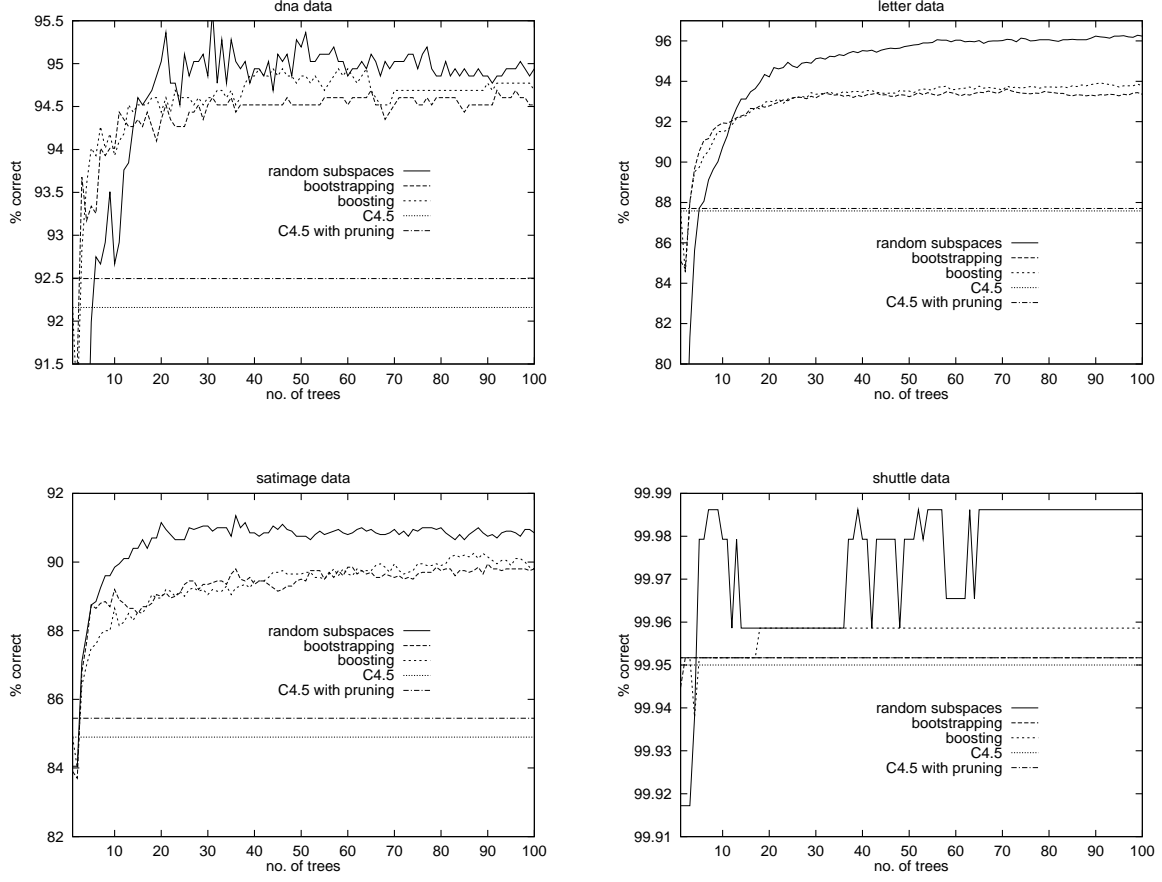 dna data
95.5
95
94.5
94
93.5
93
92.5
92
91.5
% correct
random subspaces
bootstrapping
boosting
C4.5
C4.5 with pruning
10 20 30 40 50 60 70 80 90 100
no. of trees
letter data
96
94
92
90
88
86
84
82
80
% correct
random subspaces
bootstrapping
boosting
C4.5
C4.5 with pruning
10 20 30 40 50 60 70 80 90 100
no. of trees
satimage data
92
90
88
86
84
82
% correct
random subspaces
bootstrapping
boosting
C4.5
C4.5 with pruning
10 20 30 40 50 60 70 80 90 100
no. of trees
shuttle data
99.99
99.98
99.97
99.96
99.95
99.94
99.93
99.92
99.91
% correct
random subspaces
bootstrapping
boosting
C4.5
C4.5 with pruning
10 20 30 40 50 60 70 80 90 100
no. of trees